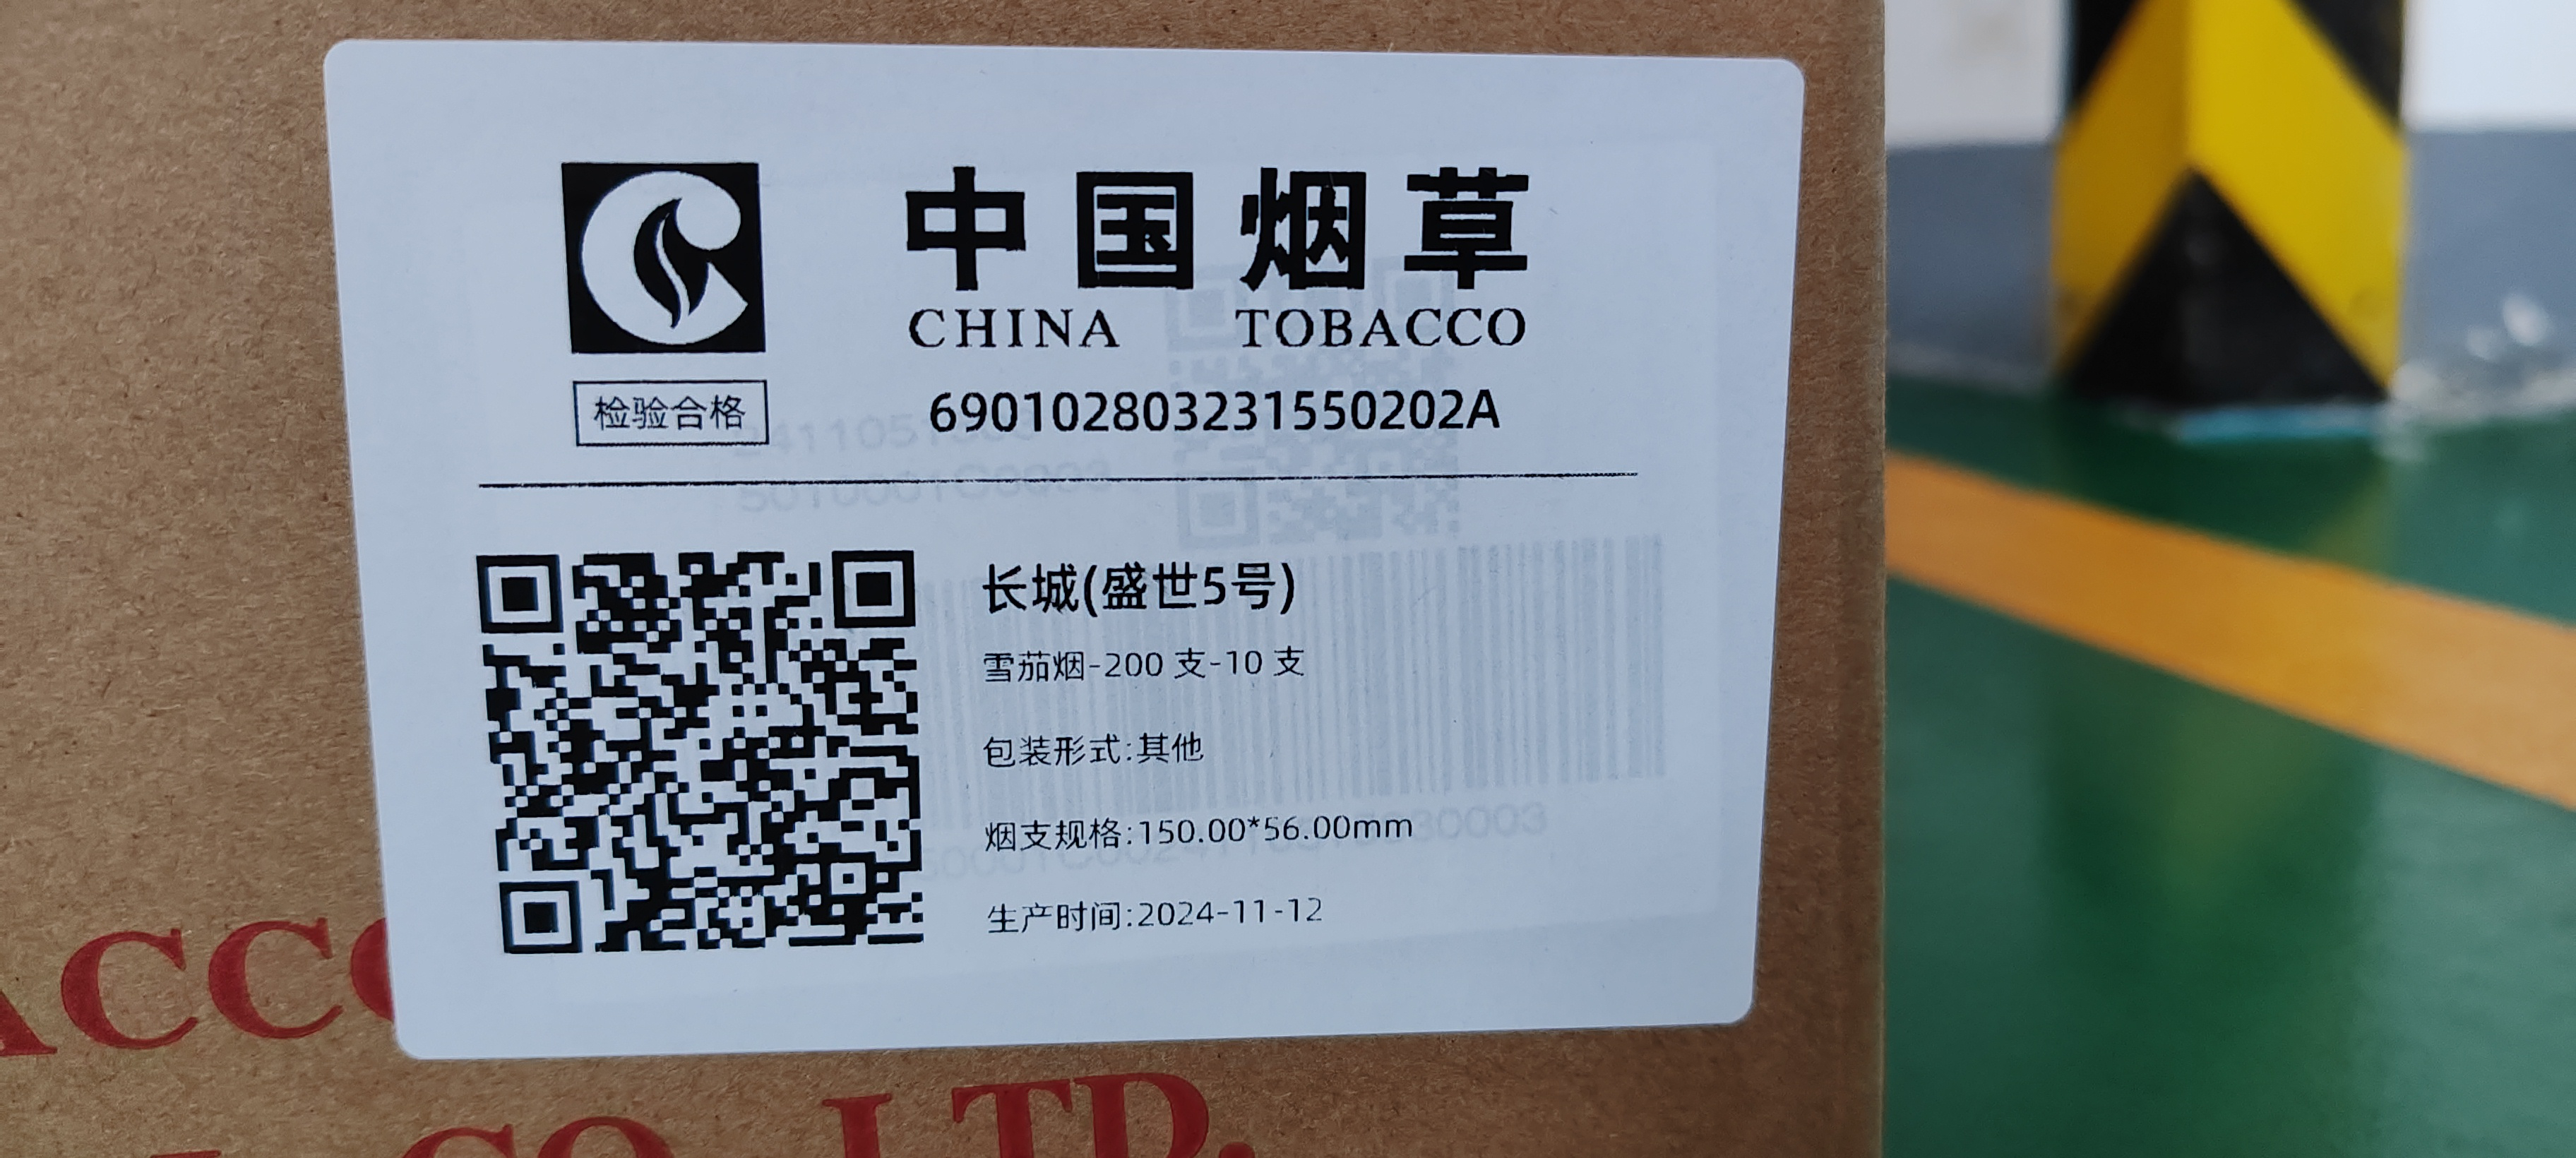 中国烟草
CHINA TOBACCO
检验合格
690102803231550202A
长城(盛世5号)
雪茄烟-200 支-10 支
包装形式:其他
烟支规格:150.00*56.00mm
生产时间:2024-11-12
ACC
CO., LTD.